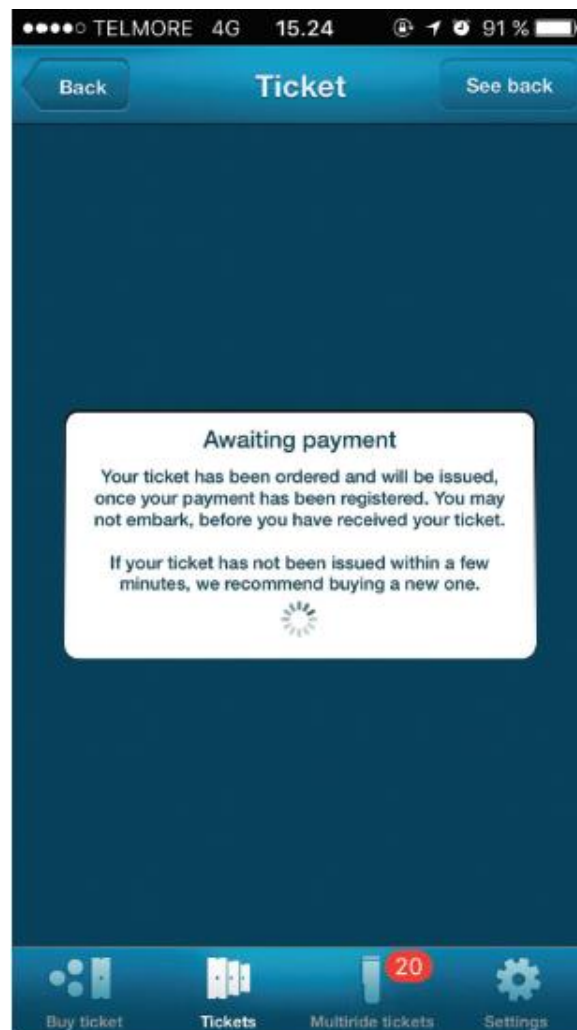 TELMORE 4G 15.24 91 %
Back Ticket See back
Awaiting payment
Your ticket has been ordered and will be issued,
once your payment has been registered. You may
not embark, before you have received your ticket.
If your ticket has not been issued within a few
minutes, we recommend buying a new one.
20
Buy ticket Tickets Multiride tickets Settings